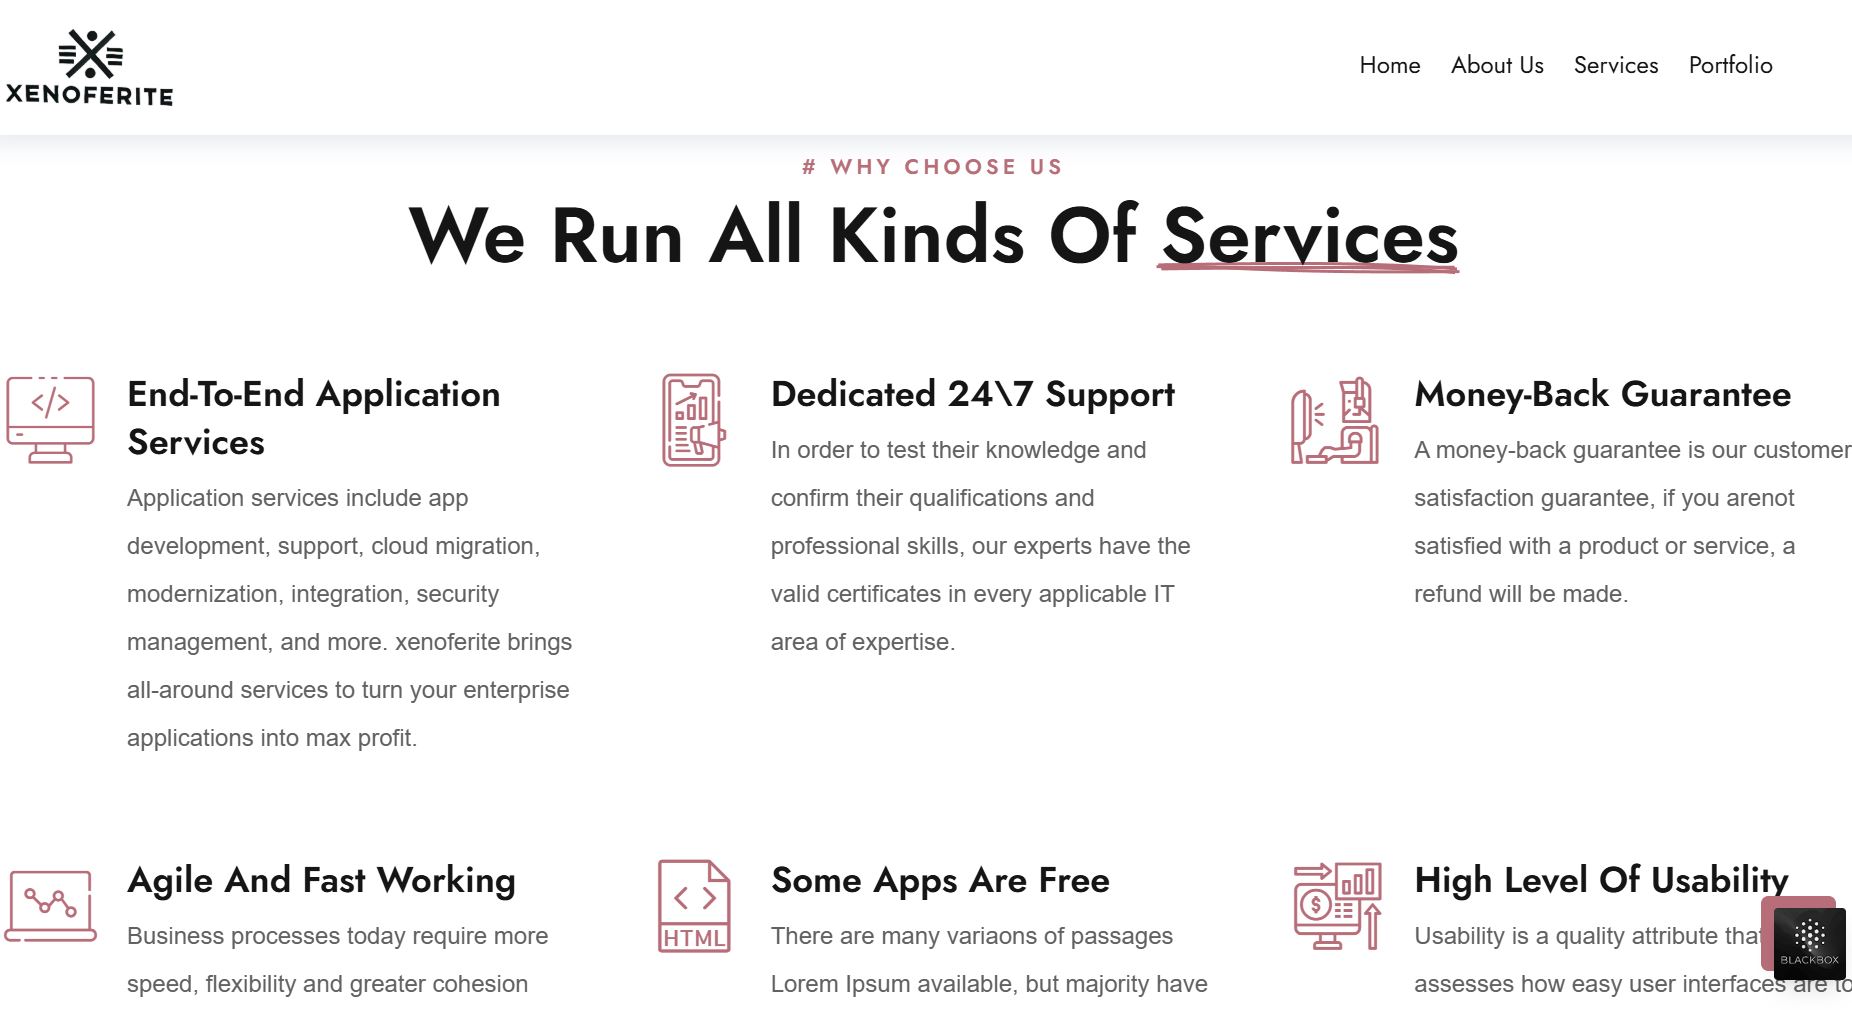 XENOFERITE
Home About Us Services Portfolio
# WHY CHOOSE US
We Run All Kinds Of Services
End-To-End Application
Services
Application services include app
development, support, cloud migration,
modernization, integration, security
management, and more. xenoferite brings
all-around services to turn your enterprise
applications into max profit.
Dedicated 24\7 Support
In order to test their knowledge and
confirm their qualifications and
professional skills, our experts have the
valid certificates in every applicable IT
area of expertise.
Money-Back Guarantee
A money-back guarantee is our customer
satisfaction guarantee, if you arenot
satisfied with a product or service, a
refund will be made.
Agile And Fast Working
Business processes today require more
speed, flexibility and greater cohesion
HTML
Some Apps Are Free
There are many variaons of passages
Lorem Ipsum available, but majority have
$
High Level Of Usability
Usability is a quality attribute that
assesses how easy user interfaces are to
BLACKBOX